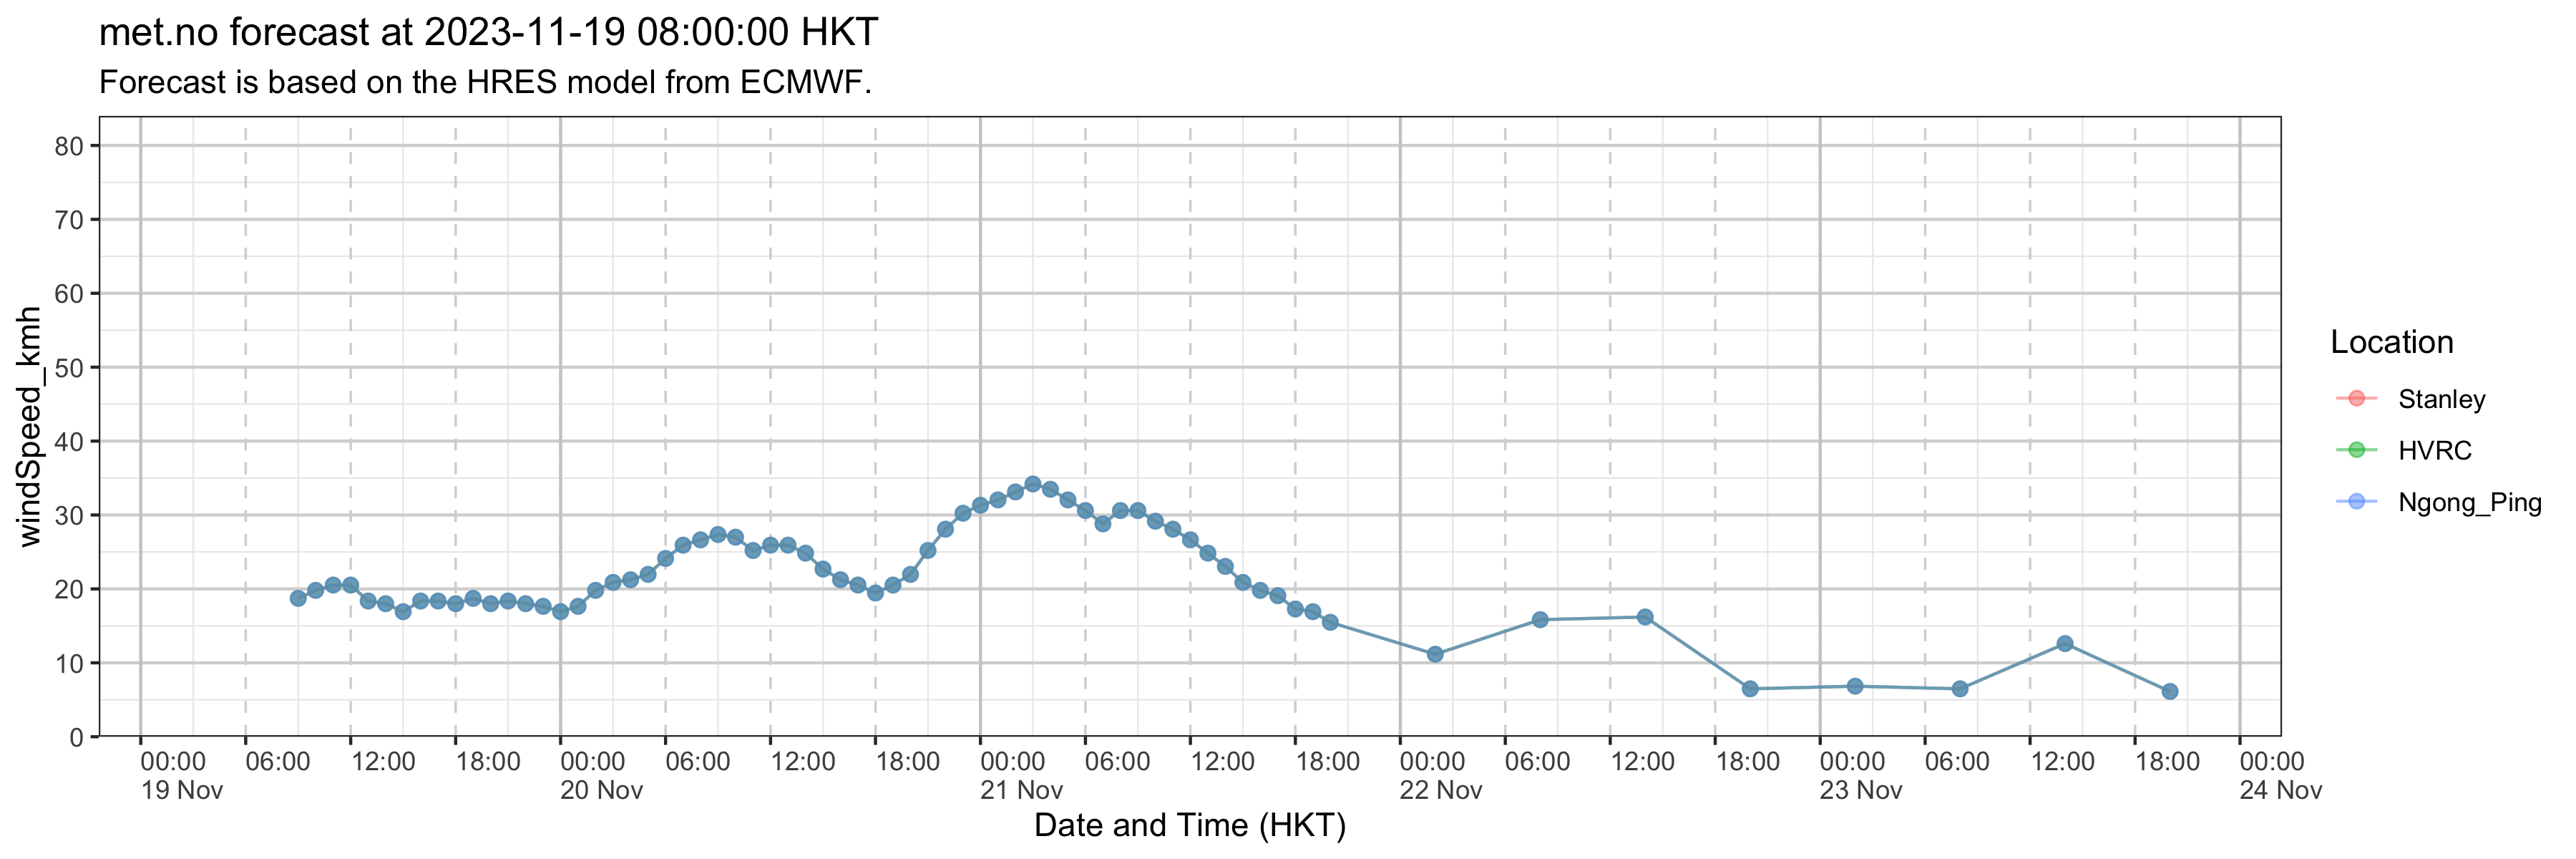 met.no forecast at 2023-11-19 08:00:00 HKT
Forecast is based on the HRES model from ECMWF.
windSpeed_kmh
80
70
60
50
40
30
20
10
0
00:00 06:00 12:00 18:00 00:00 06:00 12:00 18:00 00:00 06:00 12:00 18:00 00:00 06:00 12:00 18:00 00:00 06:00 12:00 18:00 00:00
19 Nov 20 Nov 21 Nov 22 Nov 23 Nov 24 Nov
Date and Time (HKT)
Location
Stanley
HVRC
Ngong_Ping